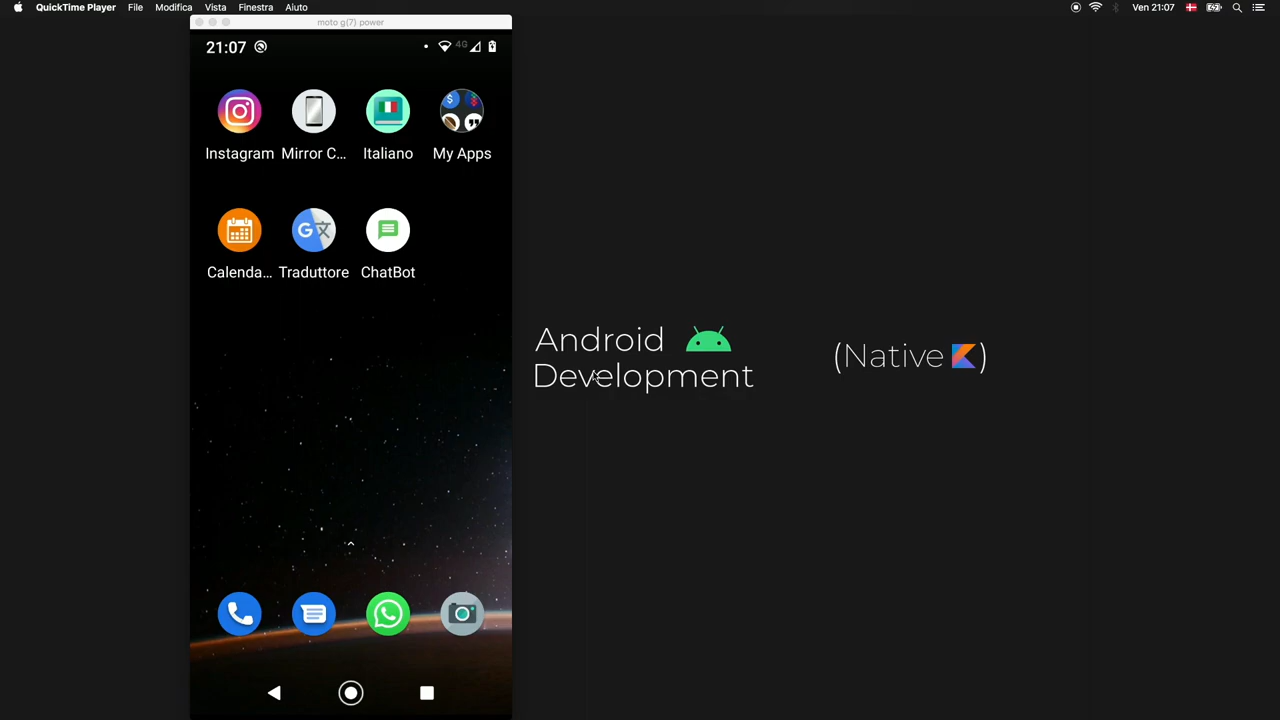 QuickTime Player File Modifica Vista Finestra Aiuto Ven 21:07
moto g(7) power
21:07 4G
Instagram Mirror C... Italiano My Apps
Calenda... Traduttore ChatBot
Android
Development
(Native )